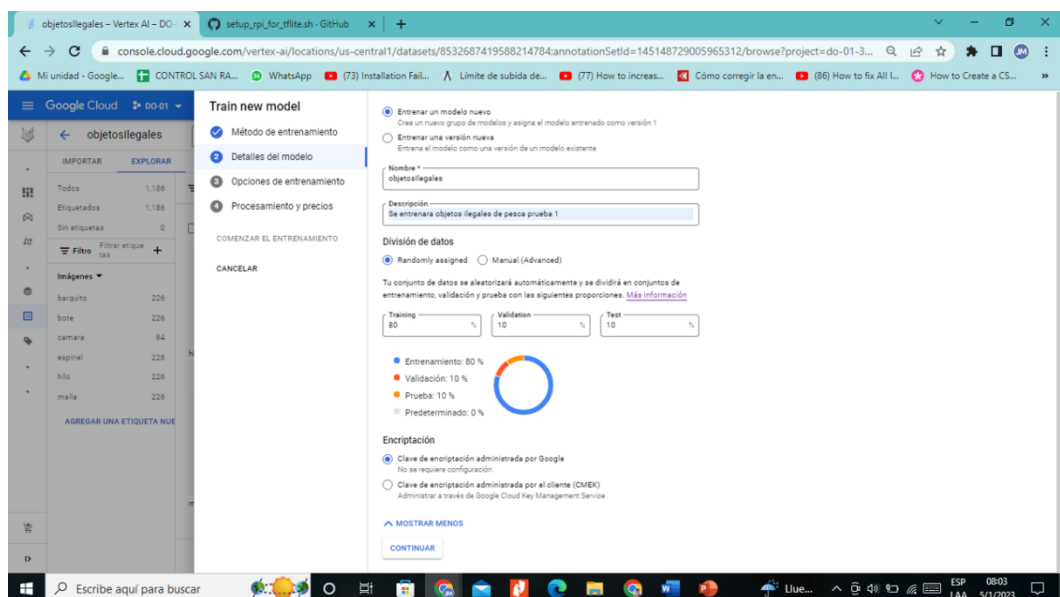 objetosIlegales – Vertex AI – DO-
setup_rpi_for_tflite.sh · GitHub
console.cloud.google.com/vertex-ai/locations/us-central1/datasets/8532687419588214784:annotationSetId=145148729005965312/browse?project=do-01-3...
Mi unidad - Google...
CONTROL SAN RA...
WhatsApp
(73) Installation Fail...
Límite de subida de...
(77) How to increas...
Cómo corregir la en...
(86) How to fix All I...
How to Create a CS...
Google Cloud
DO-01
objetosIlegales
IMPORTAR
EXPLORAR
Todos 1,186
Etiquetados 1,186
Sin etiquetas 0
Filtro
Filtrar etique
tas
Imágenes
barquito 226
bote 226
camara 84
espinel 226
hilo 226
malla 226
AGREGAR UNA ETIQUETA NUE
Train new model
Método de entrenamiento
2 Detalles del modelo
3 Opciones de entrenamiento
4 Procesamiento y precios
COMENZAR EL ENTRENAMIENTO
CANCELAR
Entrenar un modelo nuevo
Crea un nuevo grupo de modelos y asigna el modelo entrenado como versión 1
Entrenar una versión nueva
Entrena el modelo como una versión de un modelo existente
Nombre *
objetosIlegales
Descripción
Se entrenara objetos ilegales de pesca prueba 1
División de datos
Randomly assigned
Manual (Advanced)
Tu conjunto de datos se aleatorizará automáticamente y se dividirá en conjuntos de
entrenamiento, validación y prueba con las siguientes proporciones. Más información
Training
80 %
Validation
10 %
Test
10 %
Entrenamiento: 80 %
Validación: 10 %
Prueba: 10 %
Predeterminado: 0 %
Encriptación
Clave de encriptación administrada por Google
No se requiere configuración
Clave de encriptación administrada por el cliente (CMEK)
Administrar a través de Google Cloud Key Management Service
MOSTRAR MENOS
CONTINUAR
Escribe aquí para buscar
Llue...
ESP
LAA
08:03
5/1/2023